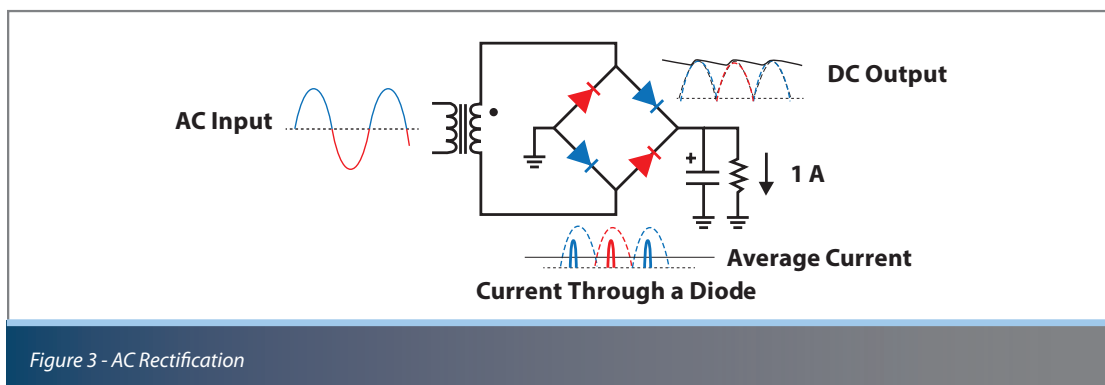 DC Output
AC Input
+
1 A
Average Current
Current Through a Diode
Figure 3 - AC Rectification